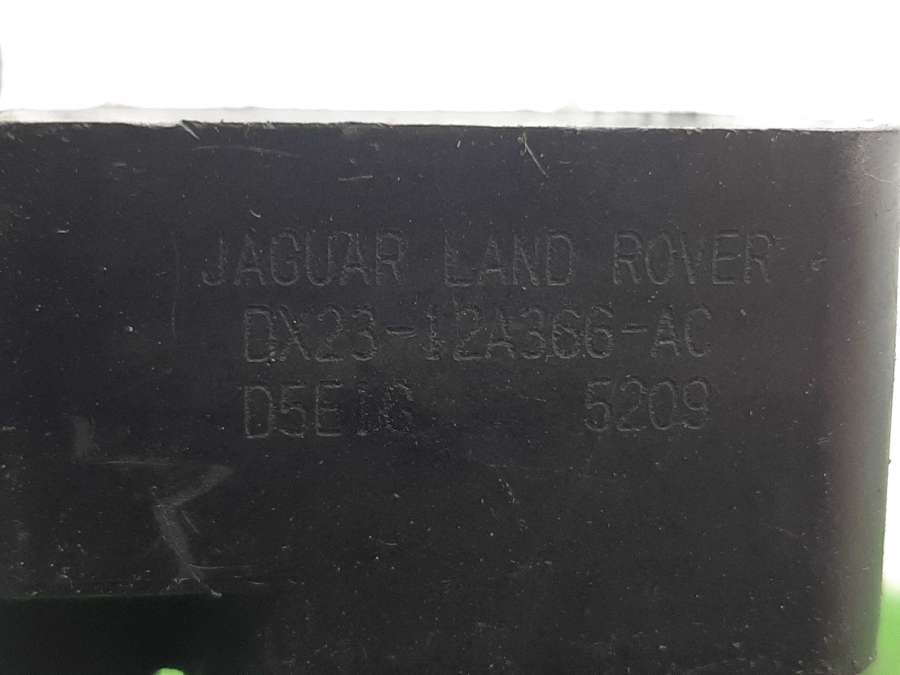 JAGUAR LAND ROVER
DX23-12A366-AC
D5E1C 5209